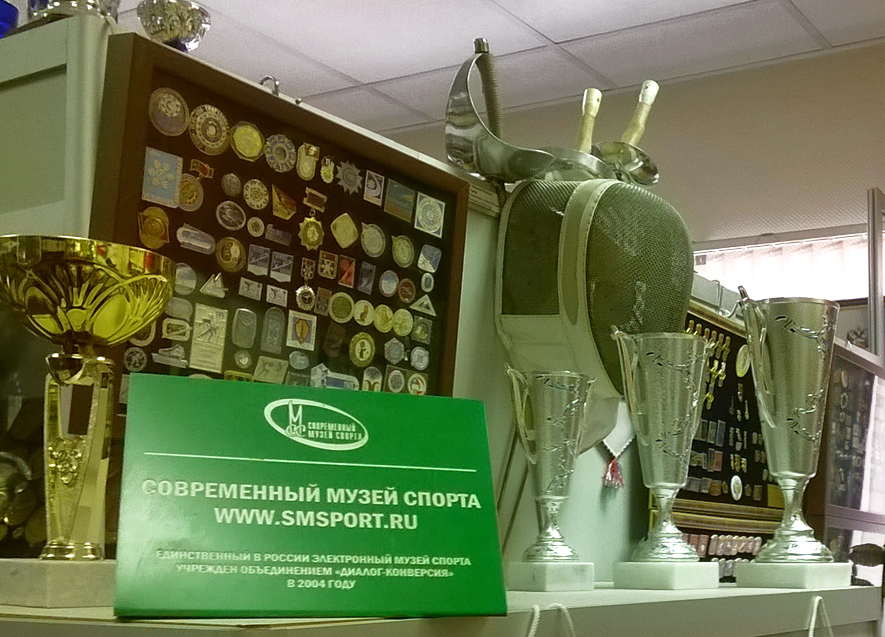 СОВРЕМЕННЫЙ
МУЗЕЙ СПОРТА
СОВРЕМЕННЫЙ МУЗЕЙ СПОРТА
WWW.SMSPORT.RU
ЕДИНСТВЕННЫЙ В РОССИИ ЭЛЕКТРОННЫЙ МУЗЕЙ СПОРТА
УЧРЕЖДЕН ОБЪЕДИНЕНИЕМ «ДИАЛОГ-КОНВЕРСИЯ»
В 2004 ГОДУ